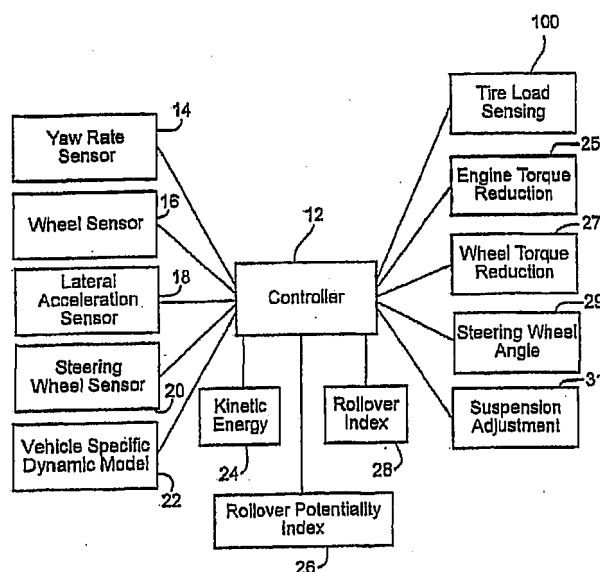 100
Tire Load
Sensing
14
Yaw Rate
Sensor
25
Engine Torque
Reduction
16
Wheel Sensor
12
27
Wheel Torque
Reduction
Lateral
18
Acceleration
Sensor
Controller
29
Steering Wheel
Angle
Steering
Wheel Sensor
20
Kinetic
Energy
24
Rollover
Index
28
31
Suspension
Adjustment
Vehicle Specific
Dynamic Model
22
Rollover Potentiality
Index
26